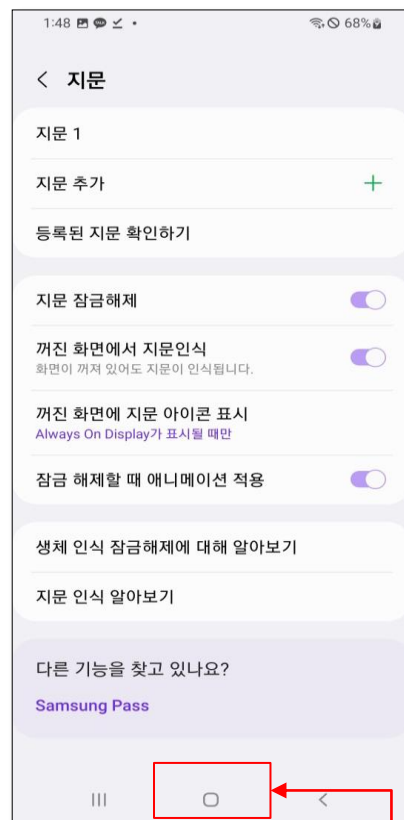 1:48 68%
지문
지문 1
지문 추가
등록된 지문 확인하기
지문 잠금해제
꺼진 화면에서 지문인식
화면이 꺼져 있어도 지문이 인식됩니다.
꺼진 화면에 지문 아이콘 표시
Always On Display가 표시될 때만
잠금 해제할 때 애니메이션 적용
생체 인식 잠금해제에 대해 알아보기
지문 인식 알아보기
다른 기능을 찾고 있나요?
Samsung Pass